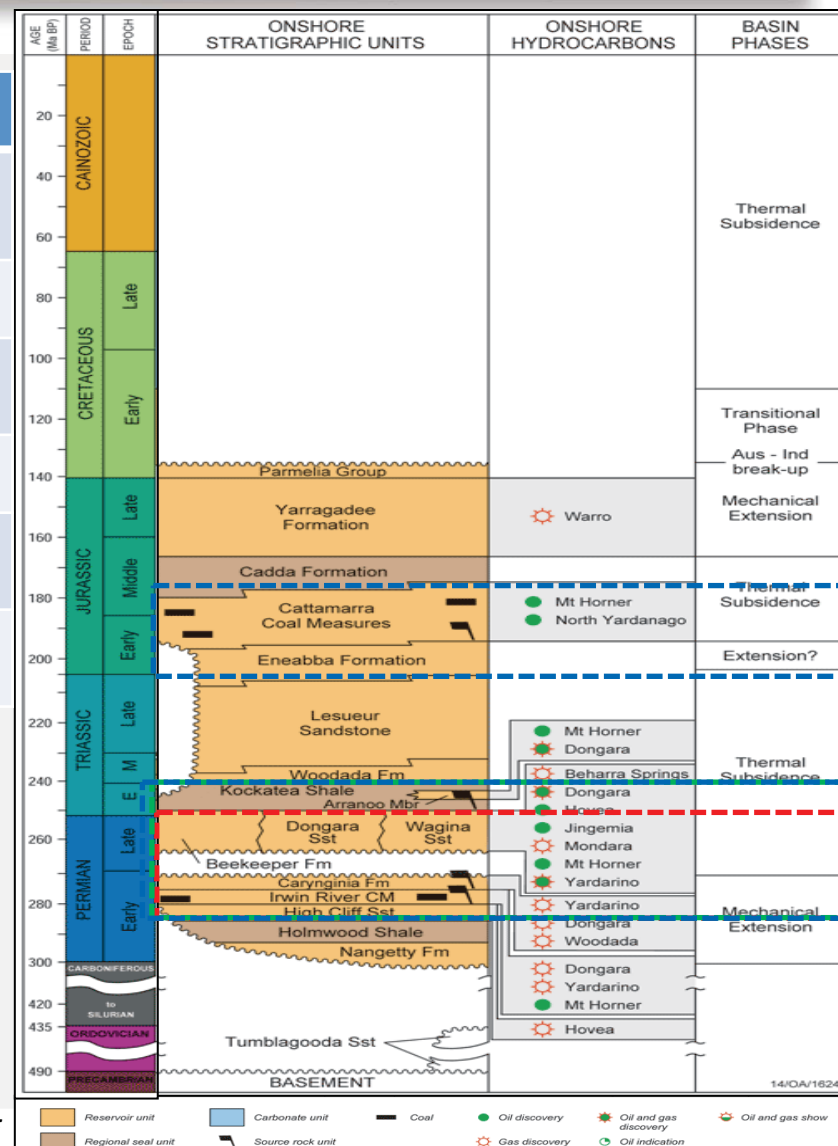 AGE
(Ma BP)
PERIOD
EPOCH
ONSHORE
STRATIGRAPHIC UNITS
ONSHORE
HYDROCARBONS
BASIN
PHASES
20
40
60
80
100
120
140
160
180
200
220
240
260
280
300
420
435
490
CAINOZOIC
CRETACEOUS
JURASSIC
TRIASSIC
PERMIAN
CARBONIFEROUS
to
SILURIAN
ORDOVICIAN
PRECAMBRIAN
Late
Early
Late
Middle
Early
Late
M
E
Late
Early
Parmelia Group
Yarragadee
Formation
Cadda Formation
Cattamarra
Coal Measures
Eneabba Formation
Lesueur
Sandstone
Woodada Fm
Kockatea Shale
Arranoo Mbr
Dongara
Sst
Wagina
Sst
Beekeeper Fm
Carynginia Fm
Irwin River CM
High Cliff Sst
Holmwood Shale
Nangetty Fm
Tumblagooda Sst
BASEMENT
Warro
Mt Horner
North Yardanago
Mt Horner
Dongara
Beharra Springs
Dongara
Hovea
Jingemia
Mondara
Mt Horner
Yardarino
Yardarino
Dongara
Woodada
Dongara
Yardarino
Mt Horner
Hovea
Thermal
Subsidence
Transitional
Phase
Aus - Ind
break-up
Mechanical
Extension
Thermal
Subsidence
Extension?
Thermal
Subsidence
Mechanical
Extension
14/OA/1624
Reservoir unit
Carbonate unit
Coal
Oil discovery
Oil and gas
discovery
Oil and gas show
Regional seal unit
Source rock unit
Gas discovery
Oil indication